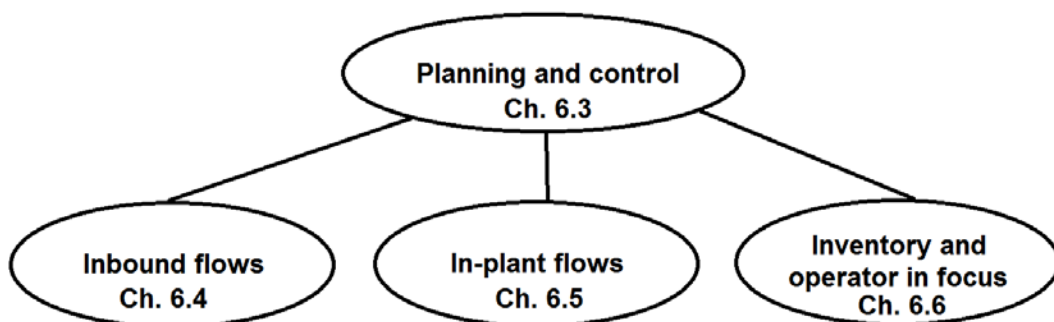 Planning and control
Ch. 6.3
Inbound flows
Ch. 6.4
In-plant flows
Ch. 6.5
Inventory and
operator in focus
Ch. 6.6